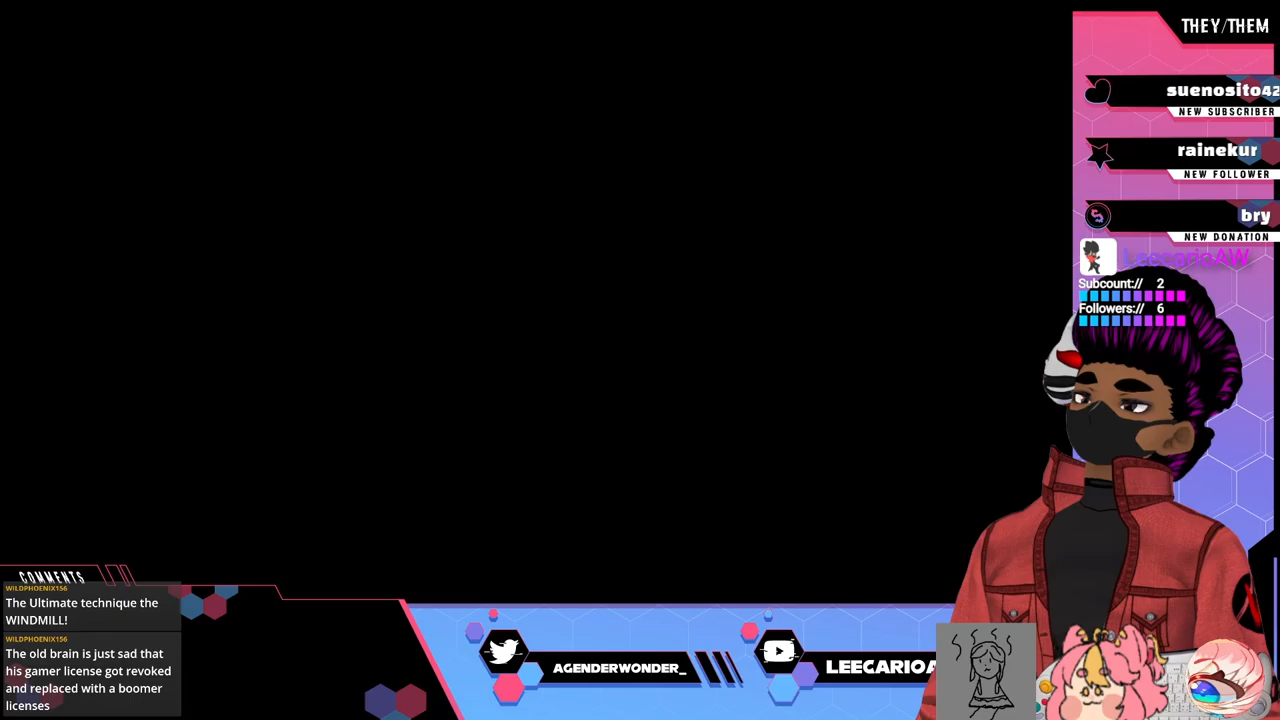 THEY/THEM
suenosito42
NEW SUBSCRIBER
rainekur
NEW FOLLOWER
bry
NEW DONATION
LeecarioAW
Subcount:// 2
Followers:// 6
COMMENTS
WILDPHOENIX156
The Ultimate technique the
WINDMILL!
WILDPHOENIX156
The old brain is just sad that
his gamer license got revoked
and replaced with a boomer
licenses
AGENDERWONDER_
LEECARIOA